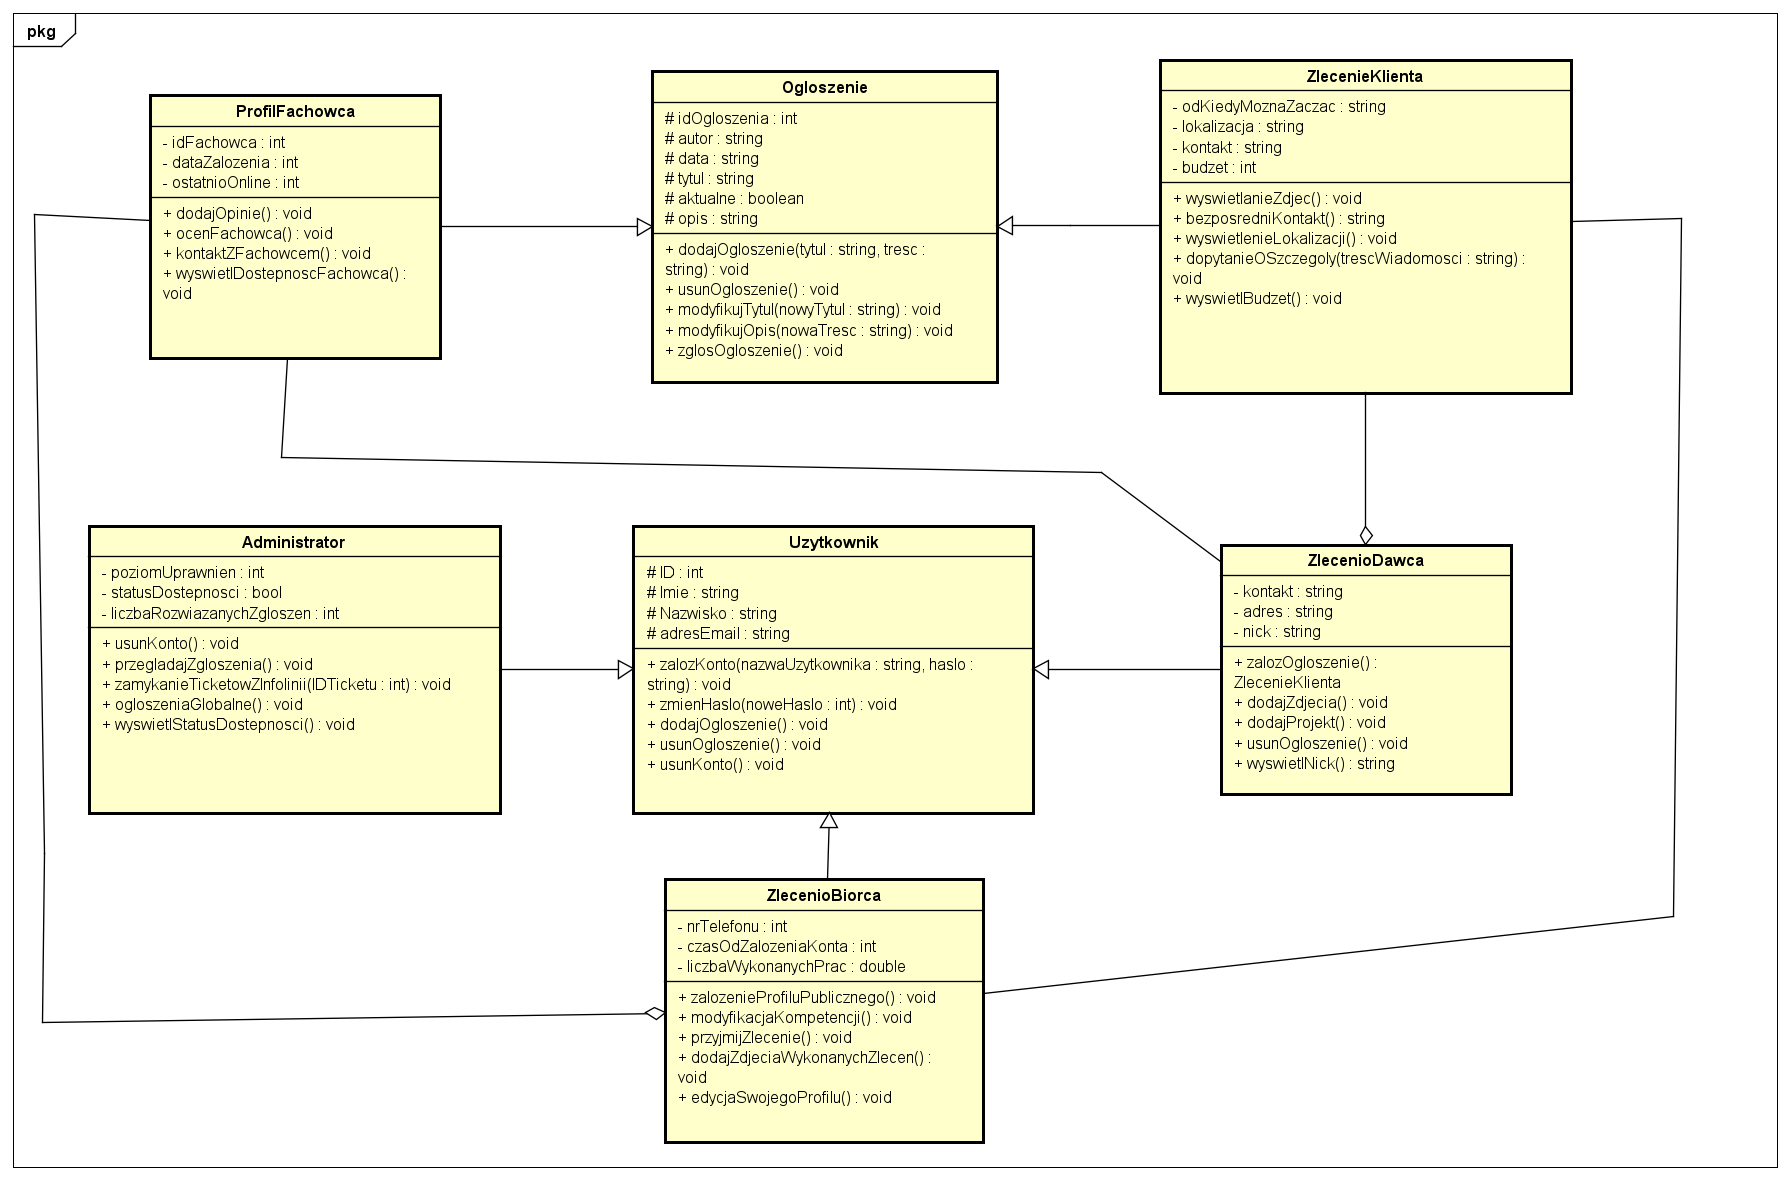 pkg
ProfilFachowca
- idFachowca : int
- dataZalozenia : int
- ostatnioOnline : int
+ dodajOpinie() : void
+ ocenFachowca() : void
+ kontaktZFachowcem() : void
+ wyswietlDostepnoscFachowca() :
void
Ogloszenie
# idOgloszenia : int
# autor : string
# data : string
# tytul : string
# aktualne : boolean
# opis : string
+ dodajOgloszenie(tytul : string, tresc :
string) : void
+ usunOgloszenie() : void
+ modyfikujTytul(nowyTytul : string) : void
+ modyfikujOpis(nowaTresc : string) : void
+ zglosOgloszenie() : void
ZlecenieKlienta
- odKiedyMoznaZaczac : string
- lokalizacja : string
- kontakt : string
- budzet : int
+ wyswietlanieZdjec() : void
+ bezposredniKontakt() : string
+ wyswietlenieLokalizacji() : void
+ dopytanieOSzczegoly(trescWiadomosci : string) :
void
+ wyswietlBudzet() : void
Administrator
- poziomUprawnien : int
- statusDostepnosci : bool
- liczbaRozwiazanychZgloszen : int
+ usunKonto() : void
+ przegladajZgloszenia() : void
+ zamykanieTicketowZInfolinii(IDTicketu : int) : void
+ ogloszeniaGlobalne() : void
+ wyswietlStatusDostepnosci() : void
Uzytkownik
# ID : int
# Imie : string
# Nazwisko : string
# adresEmail : string
+ zalozKonto(nazwaUzytkownika : string, haslo :
string) : void
+ zmienHaslo(noweHaslo : int) : void
+ dodajOgloszenie() : void
+ usunOgloszenie() : void
+ usunKonto() : void
ZlecenioDawca
- kontakt : string
- adres : string
- nick : string
+ zalozOgloszenie() :
ZlecenieKlienta
+ dodajZdjecia() : void
+ dodajProjekt() : void
+ usunOgloszenie() : void
+ wyswietlNick() : string
ZlecenioBiorca
- nrTelefonu : int
- czasOdZalozeniaKonta : int
- liczbaWykonanychPrac : double
+ zalozenieProfiluPublicznego() : void
+ modyfikacjaKompetencji() : void
+ przyjmijZlecenie() : void
+ dodajZdjeciaWykonanychZlecen() :
void
+ edycjaSwojegoProfilu() : void